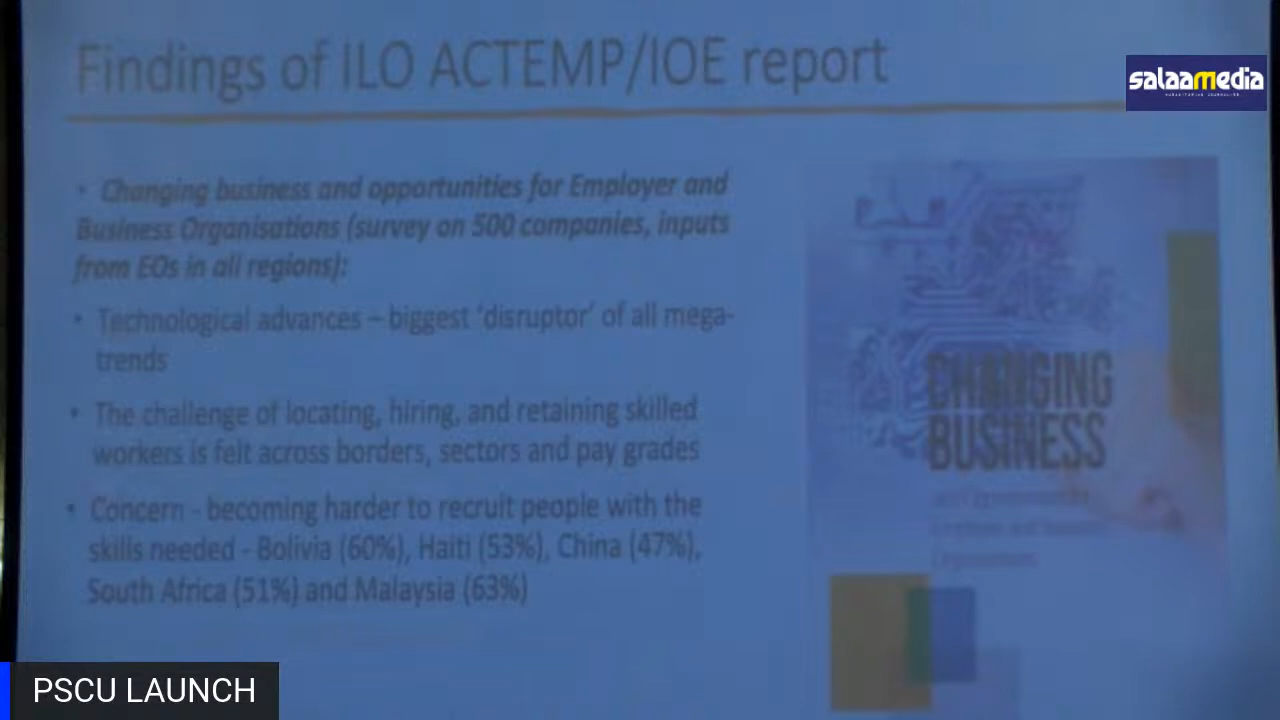 Findings of ILO ACTEMP/IOE report
salaamedia
• Changing business and opportunities for Employer and
Business Organisations (survey on 500 companies, inputs
from EOs in all regions):
• Technological advances – biggest ‘disruptor’ of all mega-
trends
• The challenge of locating, hiring, and retaining skilled
workers is felt across borders, sectors and pay grades
• Concern - becoming harder to recruit people with the
skills needed - Bolivia (60%), Haiti (53%), China (47%),
South Africa (51%) and Malaysia (63%)
CHANGING
BUSINESS
PSCU LAUNCH